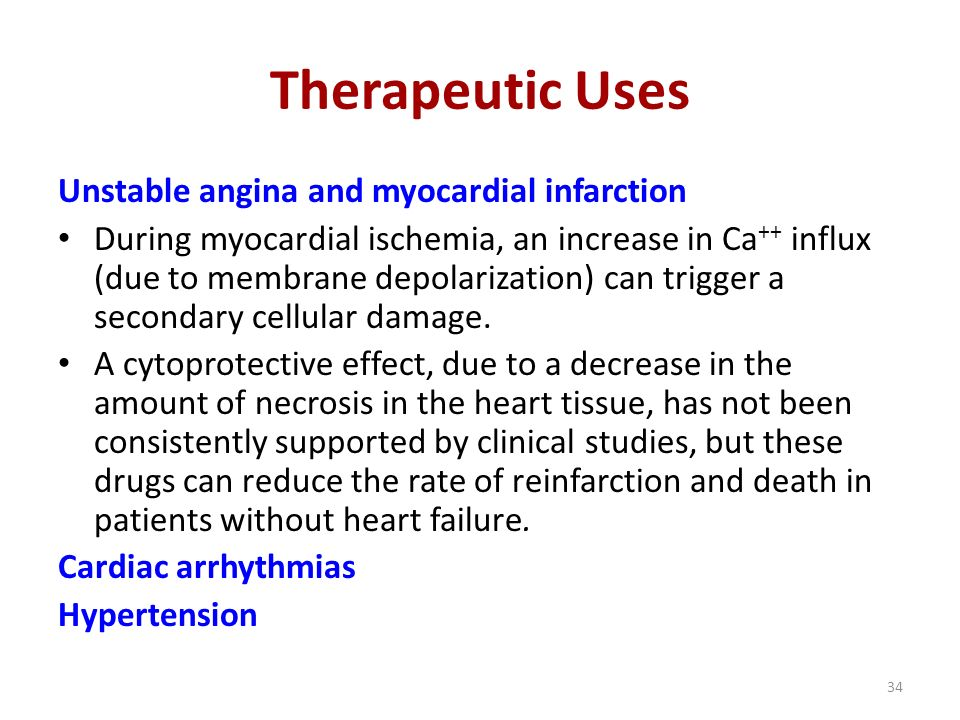 Therapeutic Uses
Unstable angina and myocardial infarction
• During myocardial ischemia, an increase in Ca⁺⁺ influx
(due to membrane depolarization) can trigger a
secondary cellular damage.
• A cytoprotective effect, due to a decrease in the
amount of necrosis in the heart tissue, has not been
consistently supported by clinical studies, but these
drugs can reduce the rate of reinfarction and death in
patients without heart failure.
Cardiac arrhythmias
Hypertension
34